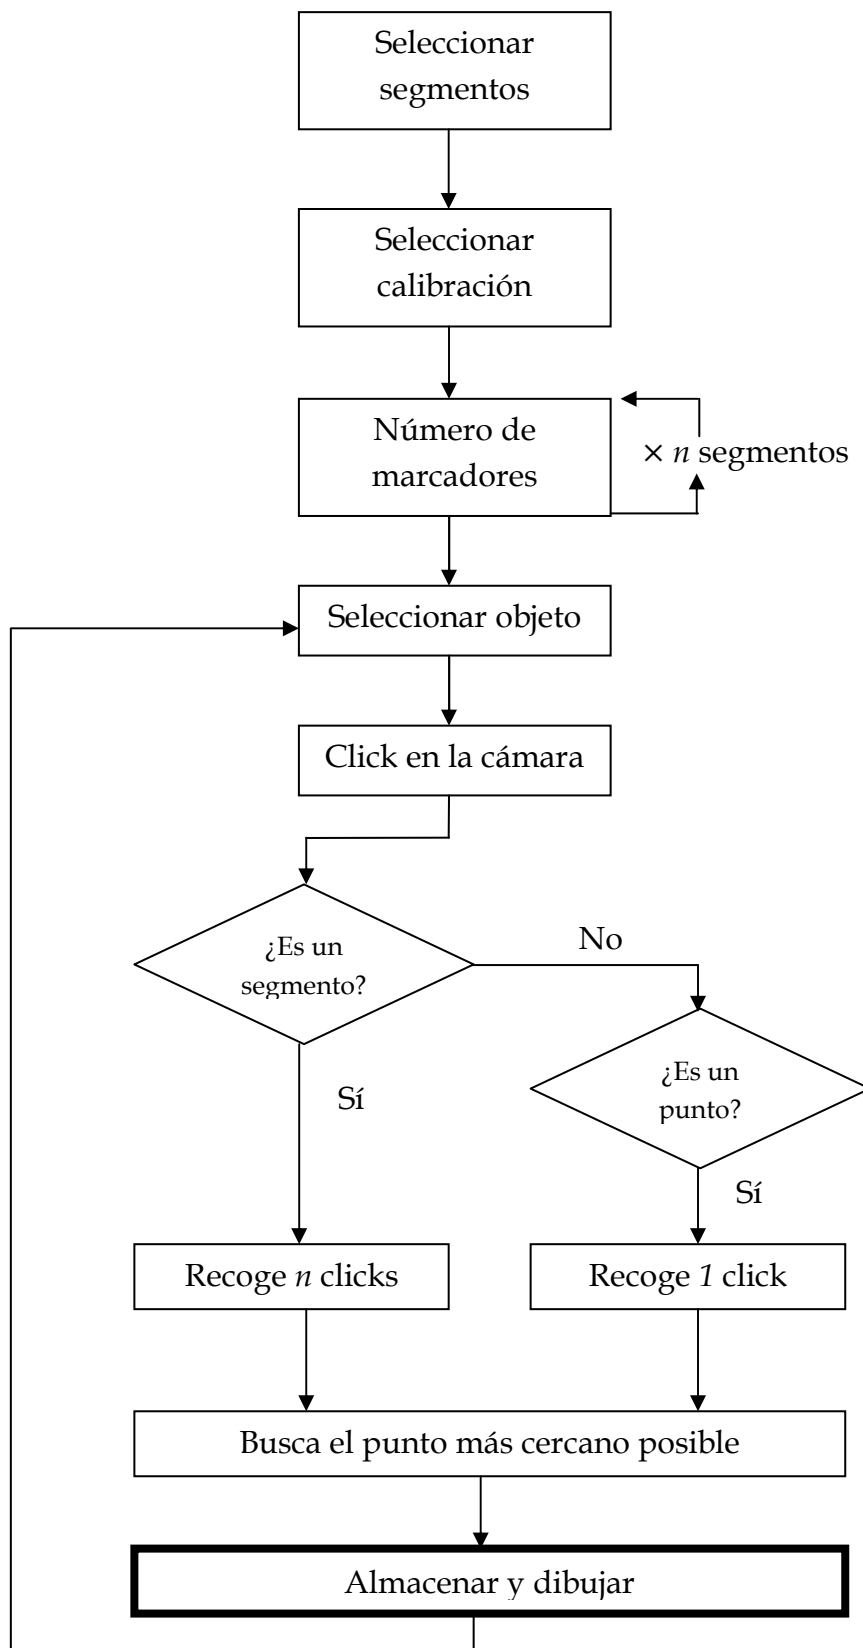 Seleccionar
segmentos
Seleccionar
calibración
Número de
marcadores
× n segmentos
Seleccionar objeto
Click en la cámara
¿Es un
segmento?
No
¿Es un
punto?
Sí
Sí
Recoge n clicks
Recoge 1 click
Busca el punto más cercano posible
Almacenar y dibujar